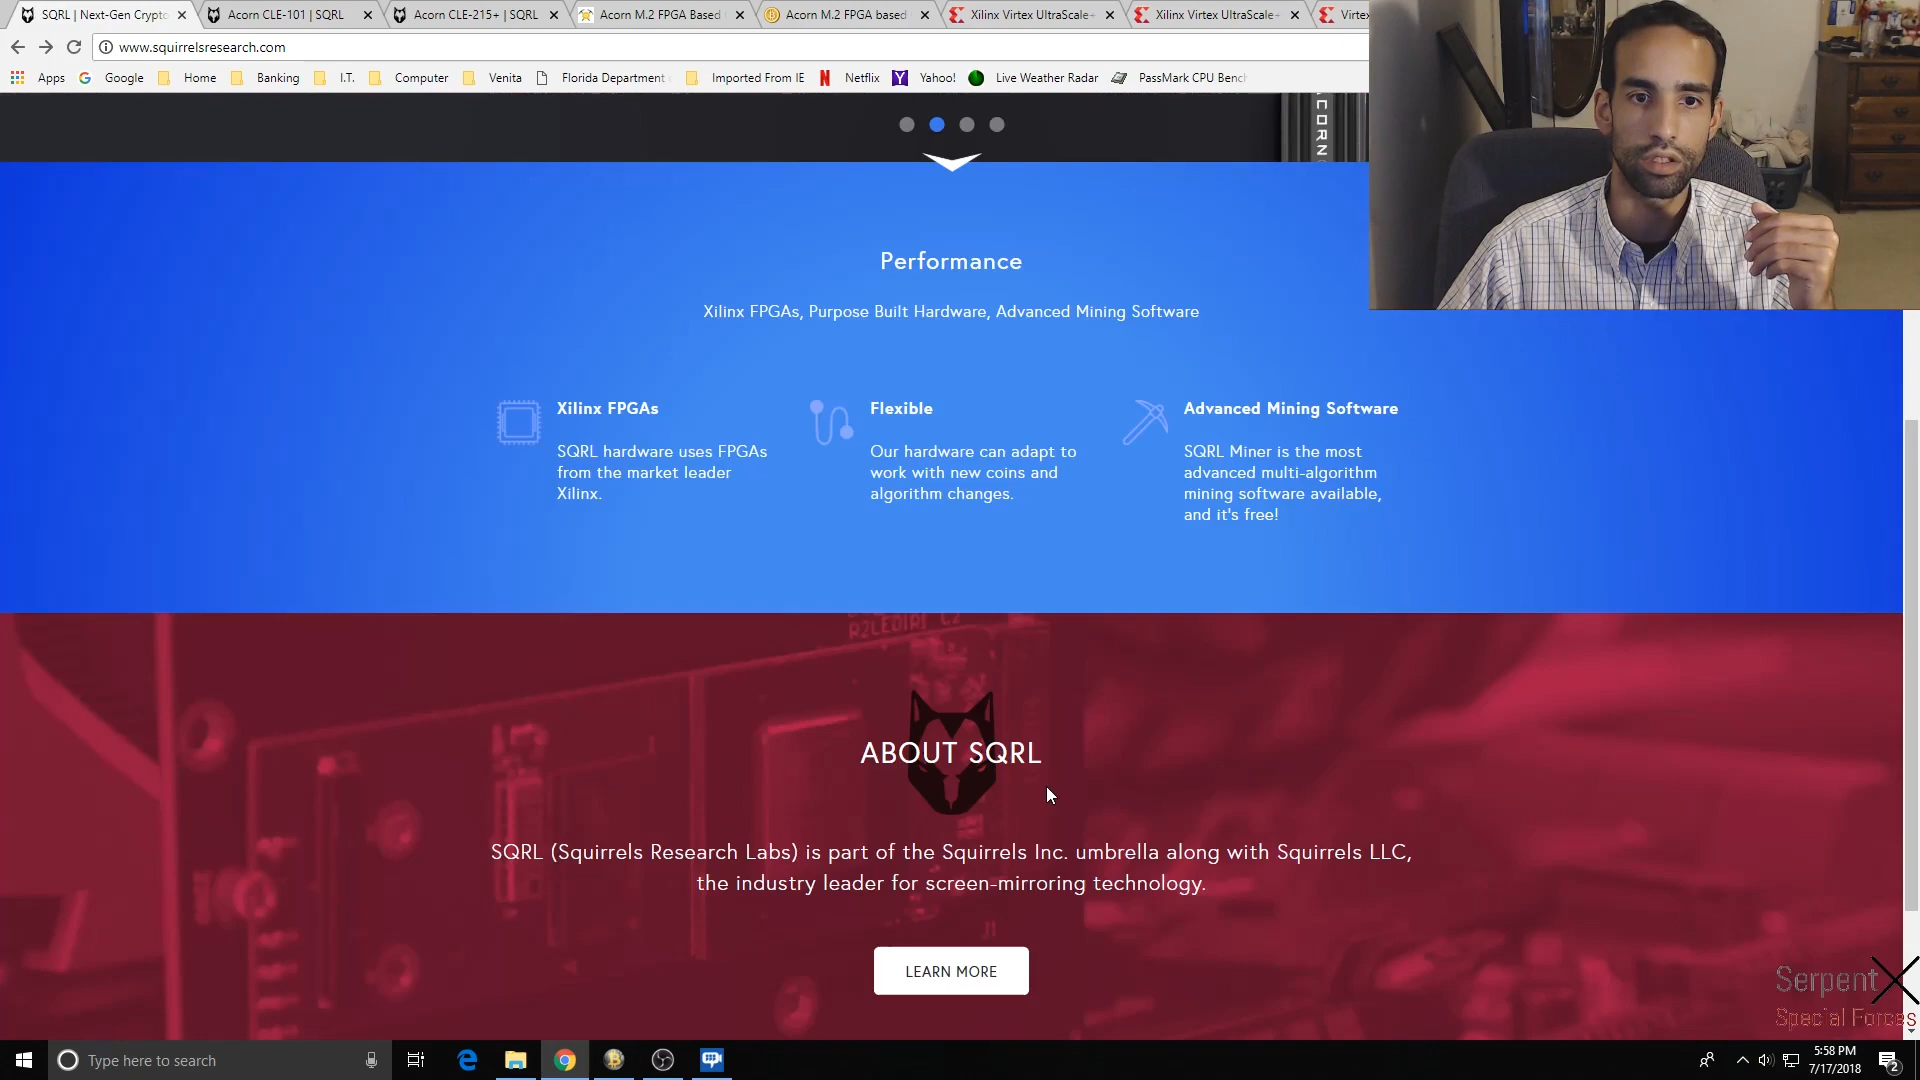 SQRL | Next-Gen Crypto
Acorn CLE-101 | SQRL
Acorn CLE-215+ | SQRL
Acorn M.2 FPGA Based
Acorn M.2 FPGA based
Xilinx Virtex UltraScale+
Xilinx Virtex UltraScale+
Virtex
www.squirrelsresearch.com
Apps
Google
Home
Banking
I.T.
Computer
Venita
Florida Department
Imported From IE
Netflix
Yahoo!
Live Weather Radar
PassMark CPU Bench
ACORN
Performance
Xilinx FPGAs, Purpose Built Hardware, Advanced Mining Software
Xilinx FPGAs
SQRL hardware uses FPGAs
from the market leader
Xilinx.
Flexible
Our hardware can adapt to
work with new coins and
algorithm changes.
Advanced Mining Software
SQRL Miner is the most
advanced multi-algorithm
mining software available,
and it's free!
ABOUT SQRL
SQRL (Squirrels Research Labs) is part of the Squirrels Inc. umbrella along with Squirrels LLC,
the industry leader for screen-mirroring technology.
J1
LEARN MORE
SerpentX
Special Forces
Type here to search
5:58 PM
7/17/2018
2